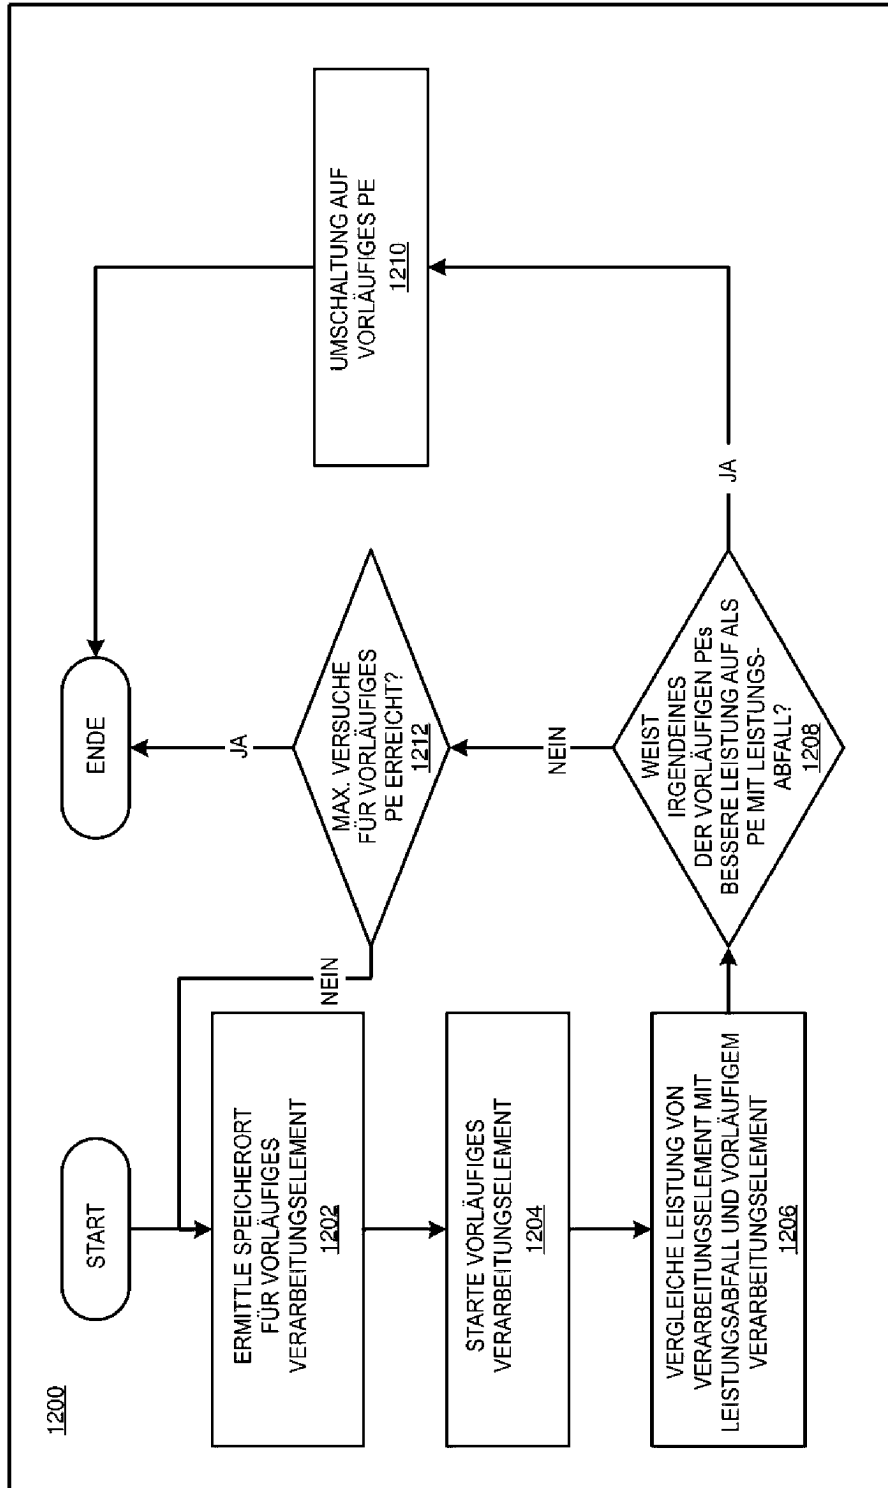 1200
START
ERMITTLE SPEICHERORT
FÜR VORLÄUFIGES
VERARBEITUNGSELEMENT
1202
STARTE VORLÄUFIGES
VERARBEITUNGSELEMENT
1204
VERGLEICHE LEISTUNG VON
VERARBEITUNGSELEMENT MIT
LEISTUNGSABFALL UND VORLÄUFIGEM
VERARBEITUNGSELEMENT
1206
WEIST
IRGENDEINES
DER VORLÄUFIGEN PEs
BESSERE LEISTUNG AUF ALS
PE MIT LEISTUNGS-
ABFALL?
1208
NEIN
JA
MAX. VERSUCHE
FÜR VORLÄUFIGES
PE ERREICHT?
1212
NEIN
JA
UMSCHALTUNG AUF
VORLÄUFIGES PE
1210
ENDE